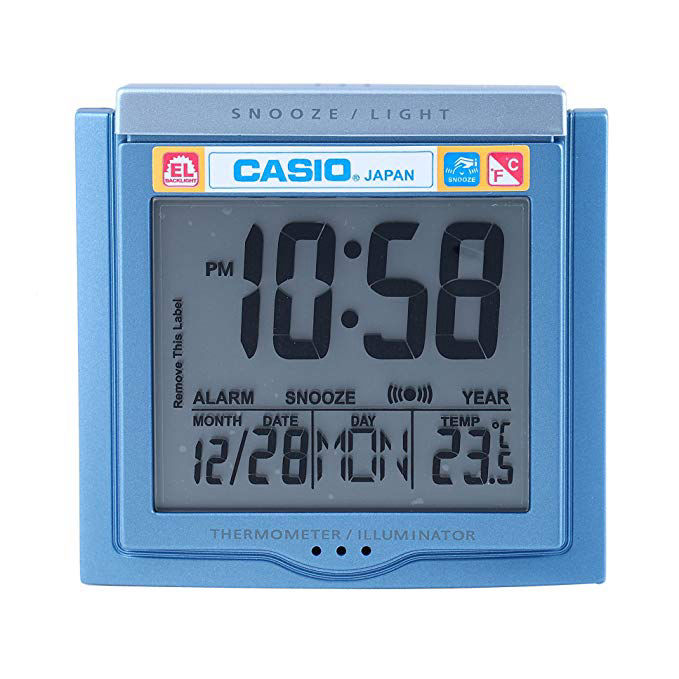 SNOOZE / LIGHT
EL BACKLIGHT CASIO® JAPAN SNOOZE °F °C
PM 10:58
Remove This Label
ALARM SNOOZE YEAR
MONTH DATE DAY TEMP
12/28 MON 23.5 °C
THERMOMETER / ILLUMINATOR